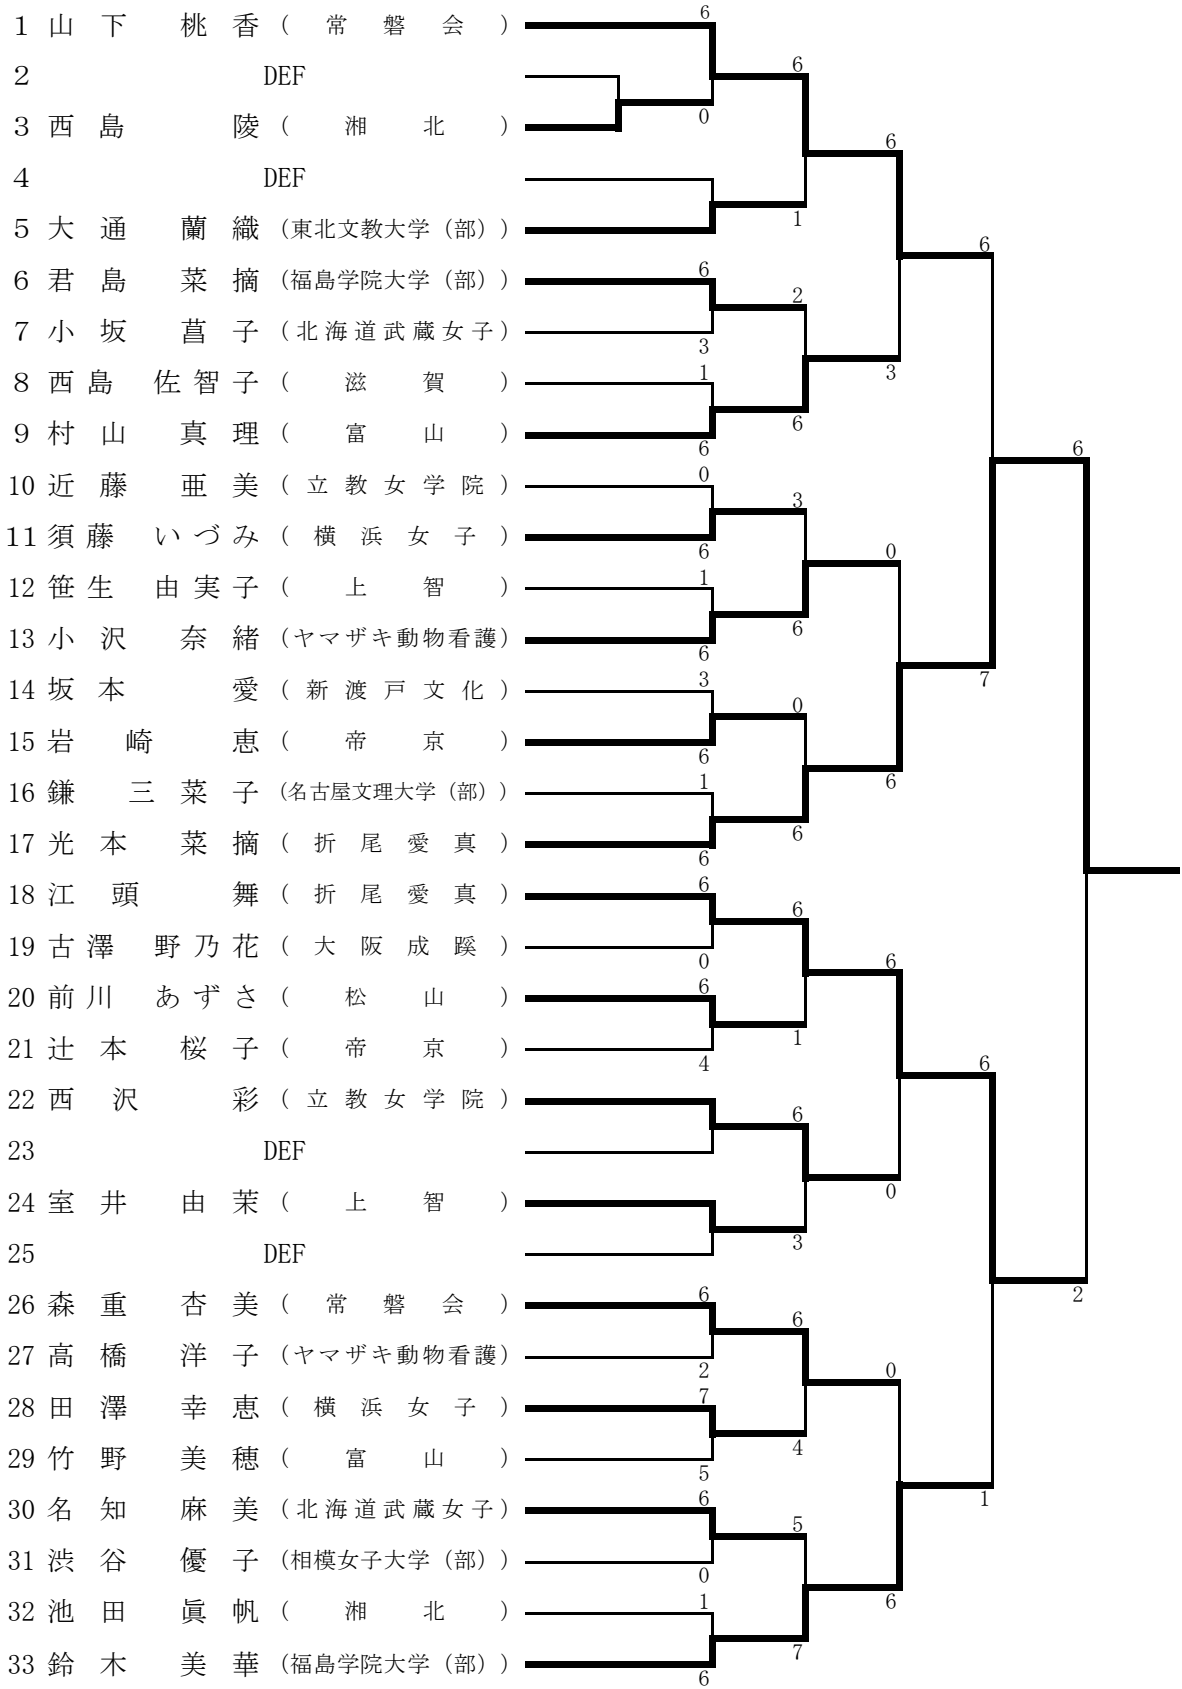 6
1 山下 桃香 (常磐会)
6
2 DEF
0
3 西島 陵 (湘北)
6
4 DEF
1
5 大通 蘭織 (東北文教大学(部))
6
6
6 君島 菜摘 (福島学院大学(部))
2
7 小坂 菖子 (北海道武蔵女子)
3
3
1
8 西島 佐智子 (滋賀)
6
9 村山 真理 (富山)
6
6
0
10 近藤 亜美 (立教女学院)
3
11 須藤 いづみ (横浜女子)
6
0
1
12 笹生 由実子 (上智)
6
13 小沢 奈緒 (ヤマザキ動物看護)
6
7
3
14 坂本 愛 (新渡戸文化)
0
15 岩崎 恵 (帝京)
6
6
1
16 鎌 三菜子 (名古屋文理大学(部))
6
17 光本 菜摘 (折尾愛真)
6
6
18 江頭 舞 (折尾愛真)
6
19 古澤 野乃花 (大阪成蹊)
0
6
6
20 前川 あずさ (松山)
1
21 辻本 桜子 (帝京)
4
6
22 西沢 彩 (立教女学院)
6
23 DEF
0
24 室井 由茉 (上智)
3
25 DEF
2
6
26 森重 杏美 (常磐会)
6
27 高橋 洋子 (ヤマザキ動物看護)
2
0
7
28 田澤 幸恵 (横浜女子)
4
29 竹野 美穂 (富山)
5
1
6
30 名知 麻美 (北海道武蔵女子)
5
31 渋谷 優子 (相模女子大学(部))
0
6
1
32 池田 眞帆 (湘北)
7
33 鈴木 美華 (福島学院大学(部))
6